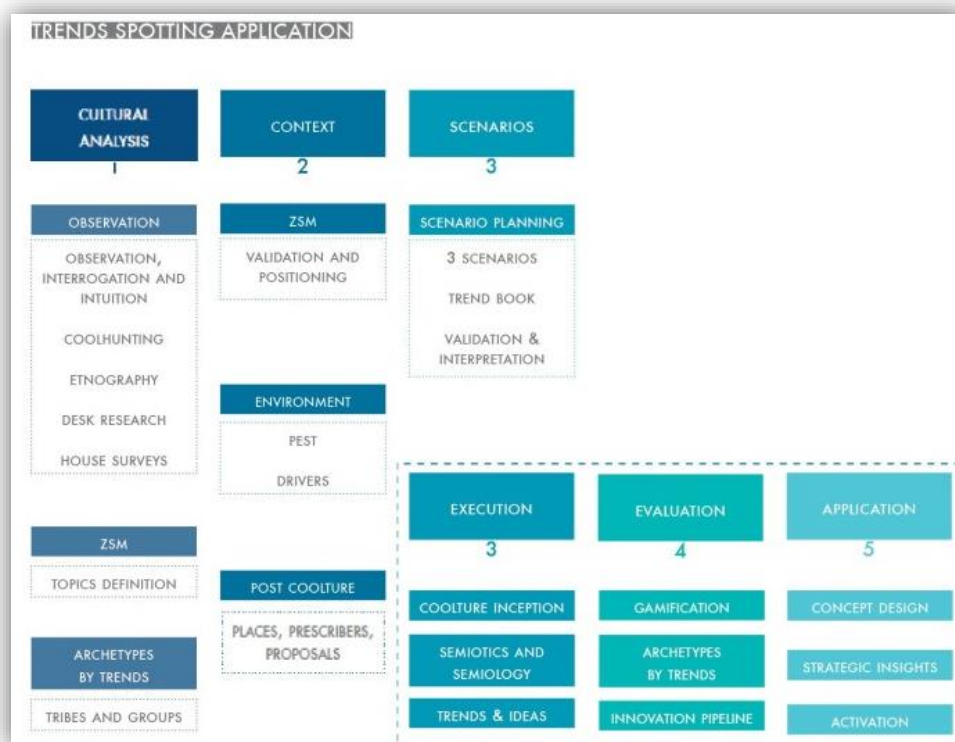 TRENDS SPOTTING APPLICATION
CULTURAL
ANALYSIS
1
OBSERVATION
OBSERVATION,
INTERROGATION AND
INTUITION
COOLHUNTING
ETNOGRAPHY
DESK RESEARCH
HOUSE SURVEYS
ZSM
TOPICS DEFINITION
ARCHETYPES
BY TRENDS
TRIBES AND GROUPS
CONTEXT
2
ZSM
VALIDATION AND
POSITIONING
ENVIRONMENT
PEST
DRIVERS
POST COOLTURE
PLACES, PRESCRIBERS,
PROPOSALS
SCENARIOS
3
SCENARIO PLANNING
3 SCENARIOS
TREND BOOK
VALIDATION &
INTERPRETATION
EXECUTION
3
COOLTURE INCEPTION
SEMIOTICS AND
SEMIOLOGY
TRENDS & IDEAS
EVALUATION
4
GAMIFICATION
ARCHETYPES
BY TRENDS
INNOVATION PIPELINE
APPLICATION
5
CONCEPT DESIGN
STRATEGIC INSIGHTS
ACTIVATION